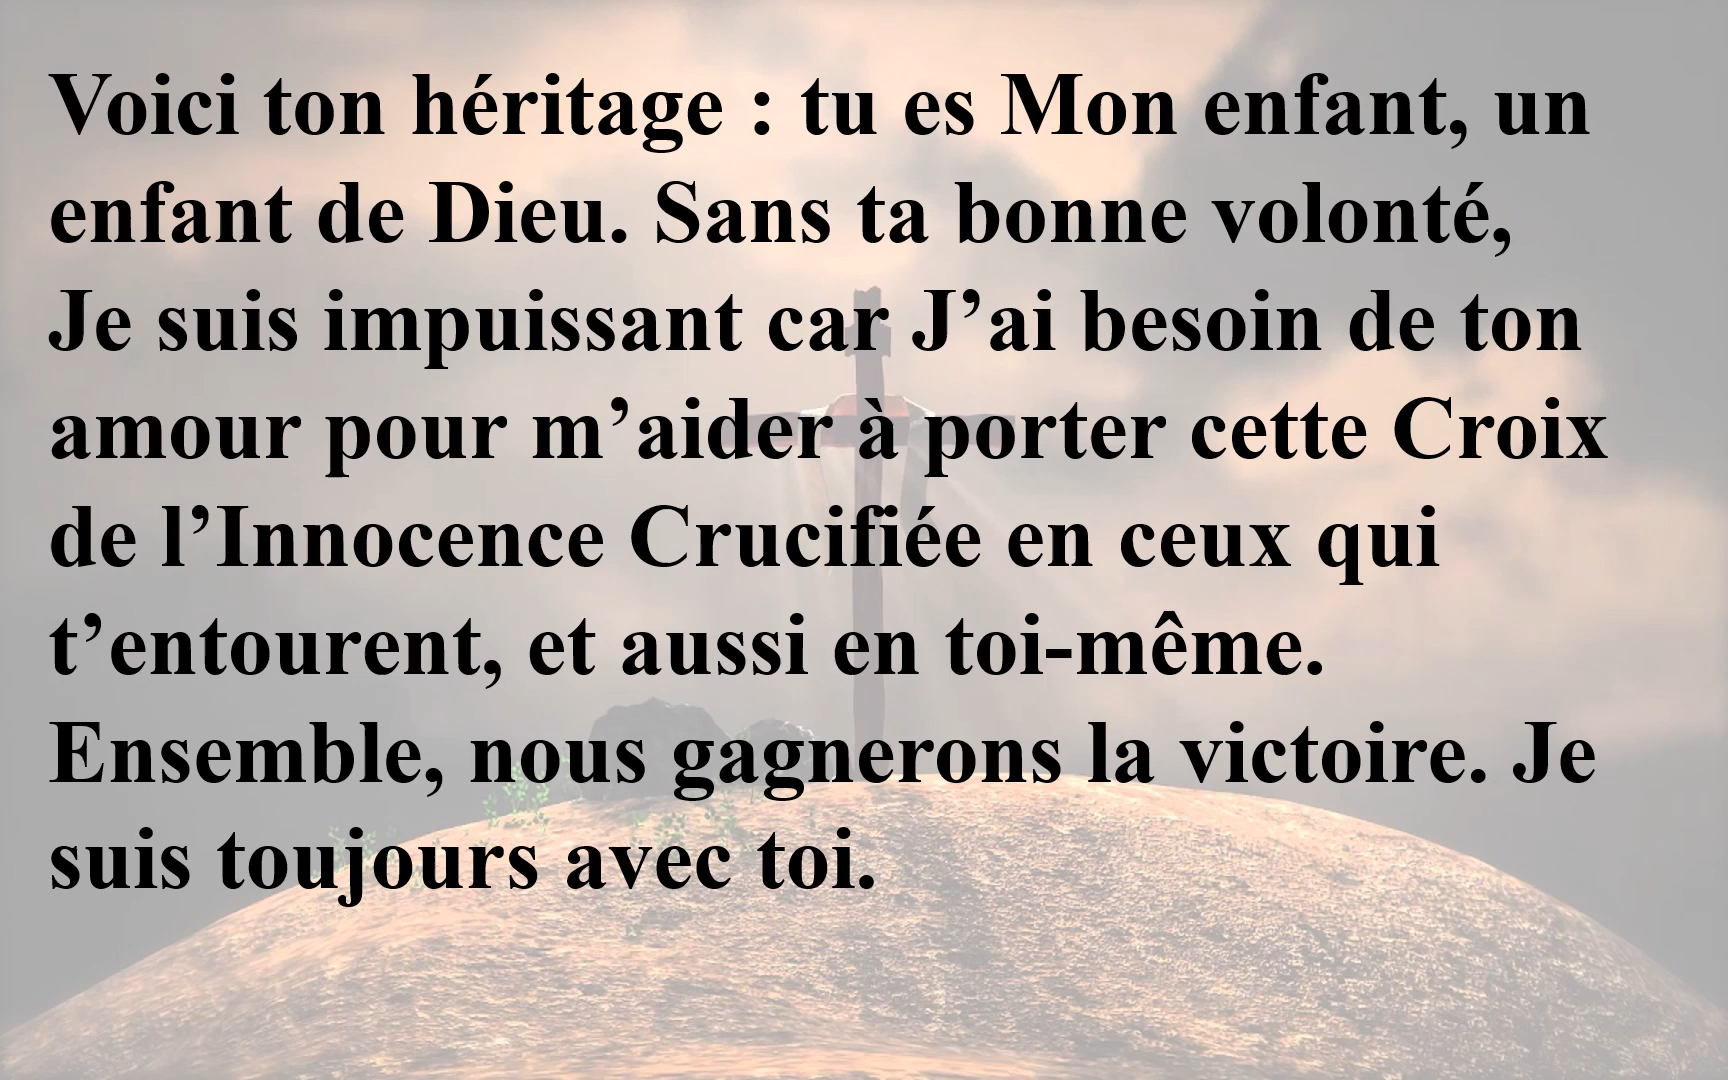 Voici ton héritage : tu es Mon enfant, un
enfant de Dieu. Sans ta bonne volonté,
Je suis impuissant car J’ai besoin de ton
amour pour m’aider à porter cette Croix
de l’Innocence Crucifiée en ceux qui
t’entourent, et aussi en toi-même.
Ensemble, nous gagnerons la victoire. Je
suis toujours avec toi.